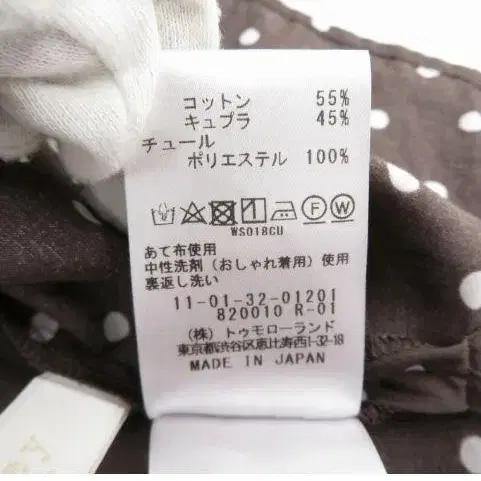 コットン 55%
キュプラ 45%
チュール
ポリエステル 100%
F W
WS018CU
あて布使用
中性洗剤（おしゃれ着用）使用
裏返し洗い
11-01-32-01201
820010 R-01
（株）トゥモローランド
東京都渋谷区恵比寿西1-32-18
MADE IN JAPAN